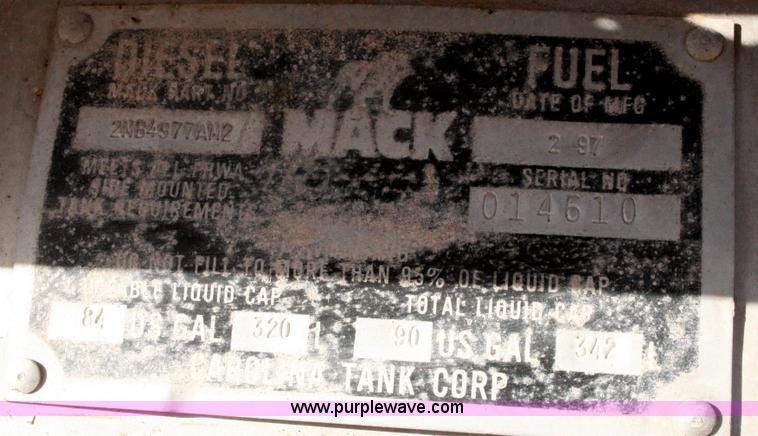 DIESEL FUEL
MACK PART NO DATE OF MFG
MACK
2 97
MEETS ALL FHWA SERIAL NO
SIDE MOUNTED 014610
TANK REQUIREMENTS
DO NOT FILL TO MORE THAN 95% OF LIQUID CAP
LIQUID CAP TOTAL LIQUID CAP
84 US GAL 320 l 90 US GAL 342 L
CAROLINA TANK CORP
www.purplewave.com